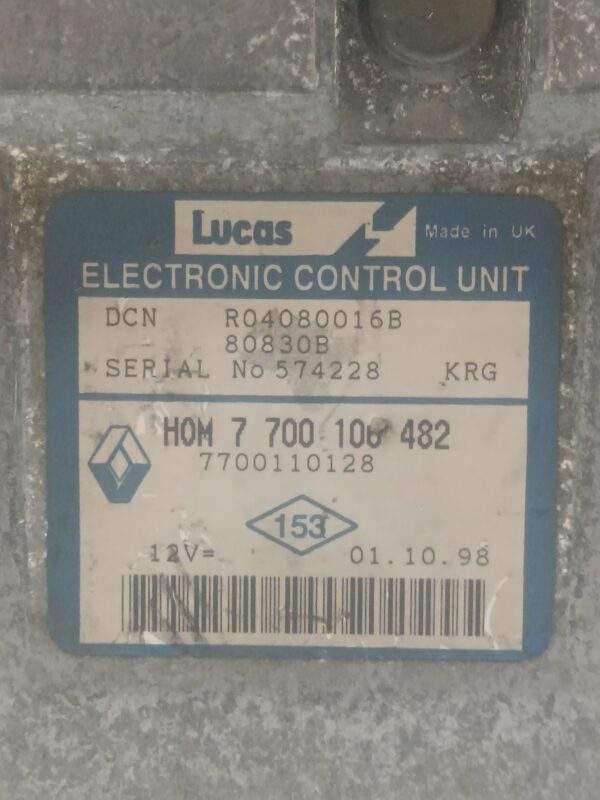 Lucas Made in UK
ELECTRONIC CONTROL UNIT
DCN R04080016B
80830B
SERIAL No 574228 KRG
HOM 7 700 106 482
7700110128
153
12V= 01.10.98